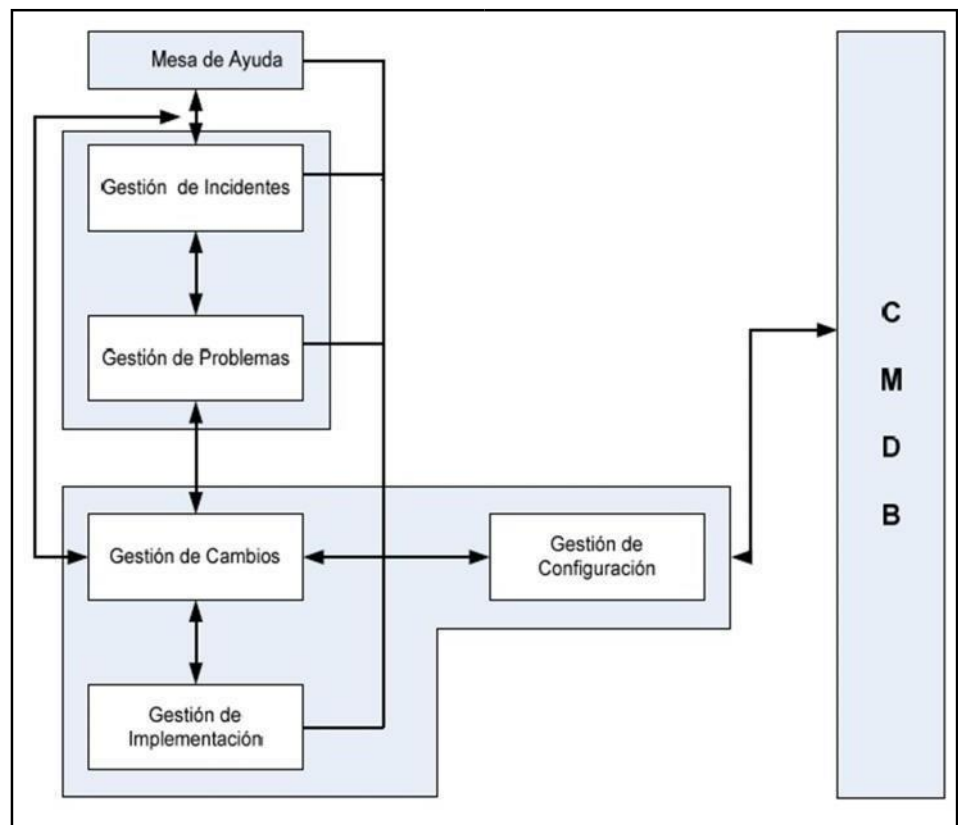 Mesa de Ayuda
Gestión de Incidentes
Gestión de Problemas
Gestión de Cambios
Gestión de
Configuración
Gestión de
Implementación
C
M
D
B